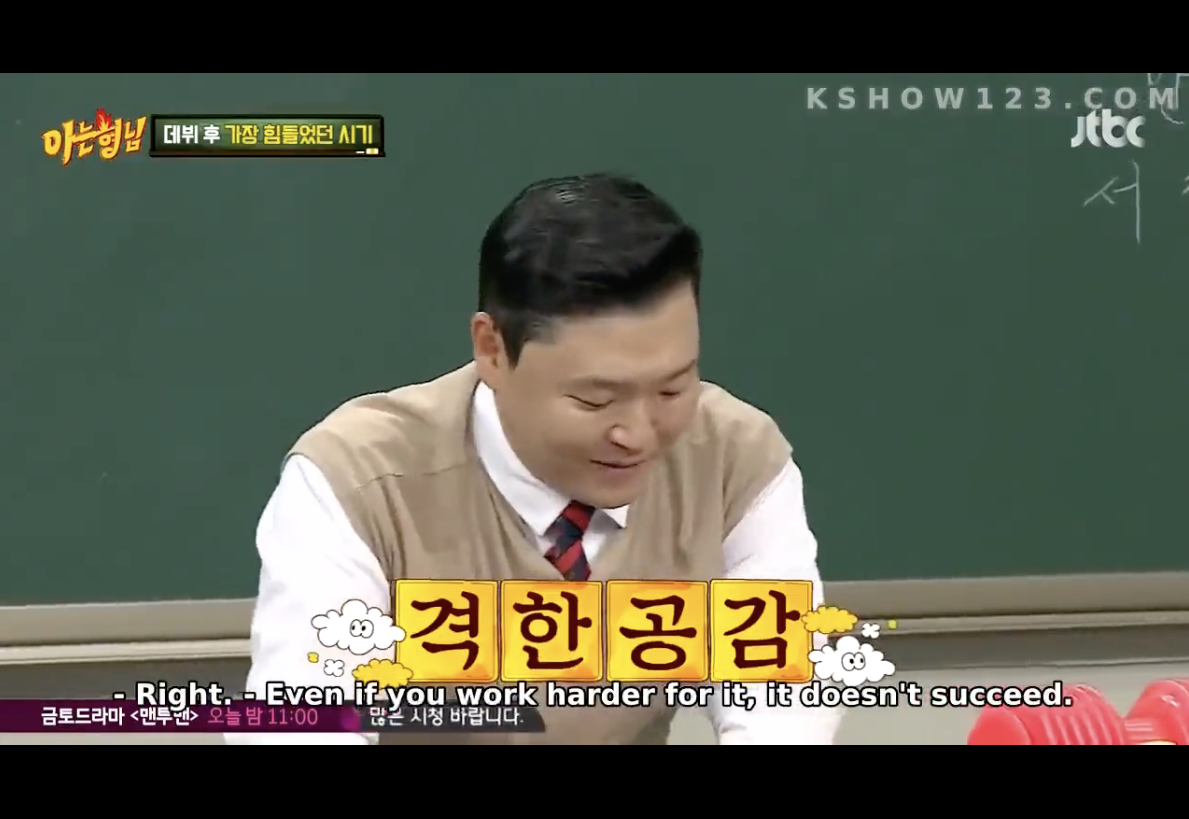 KSHOW123.COM
아는형님
데뷔 후 가장 힘들었던 시기
jtbc
서
격한공감
- Right. - Even if you work harder for it, it doesn't succeed.
금토드라마 <맨투맨> 오늘 밤 11:00
많은 시청 바랍니다.